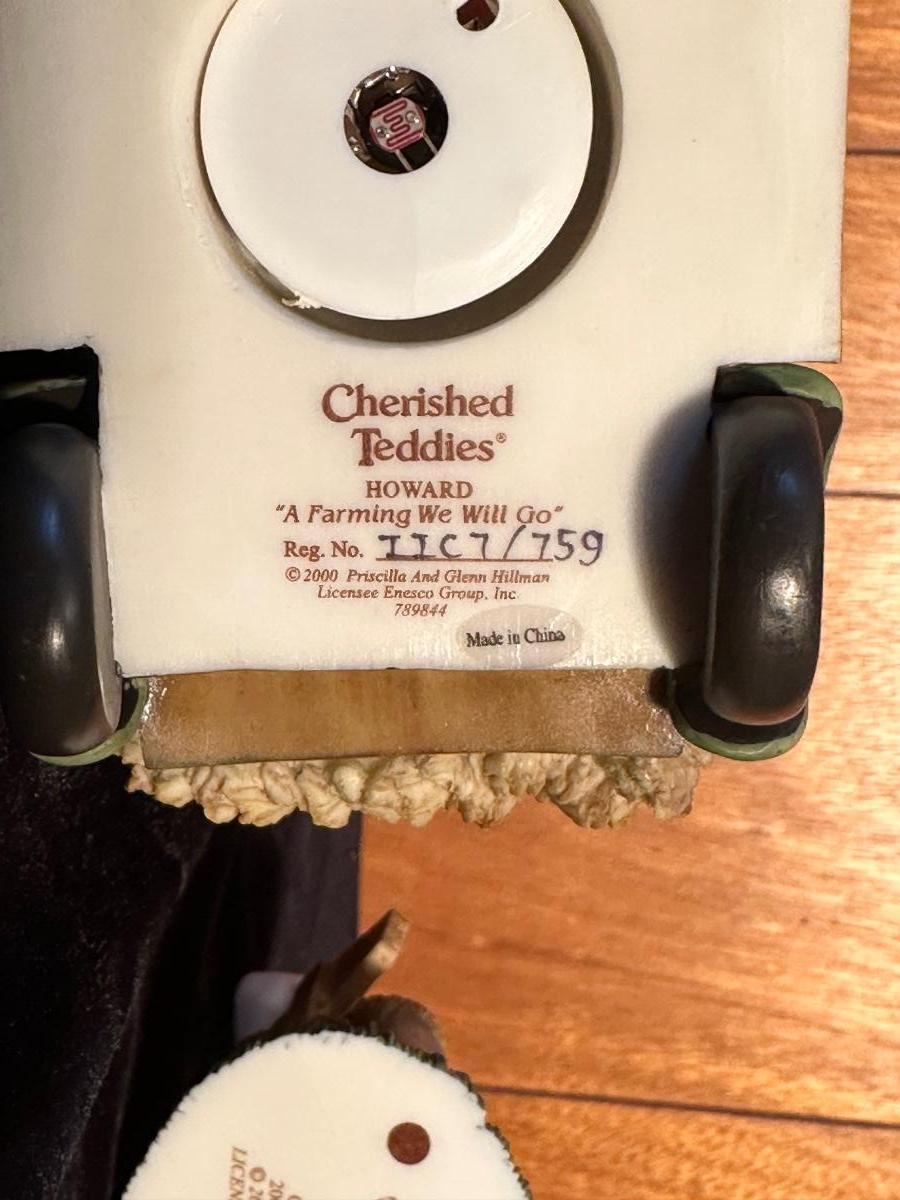 Cherished
Teddies®
HOWARD
"A Farming We Will Go"
Reg. No. IIC7/759
©2000 Priscilla And Glenn Hillman
Licensee Enesco Group, Inc.
789844
Made in China